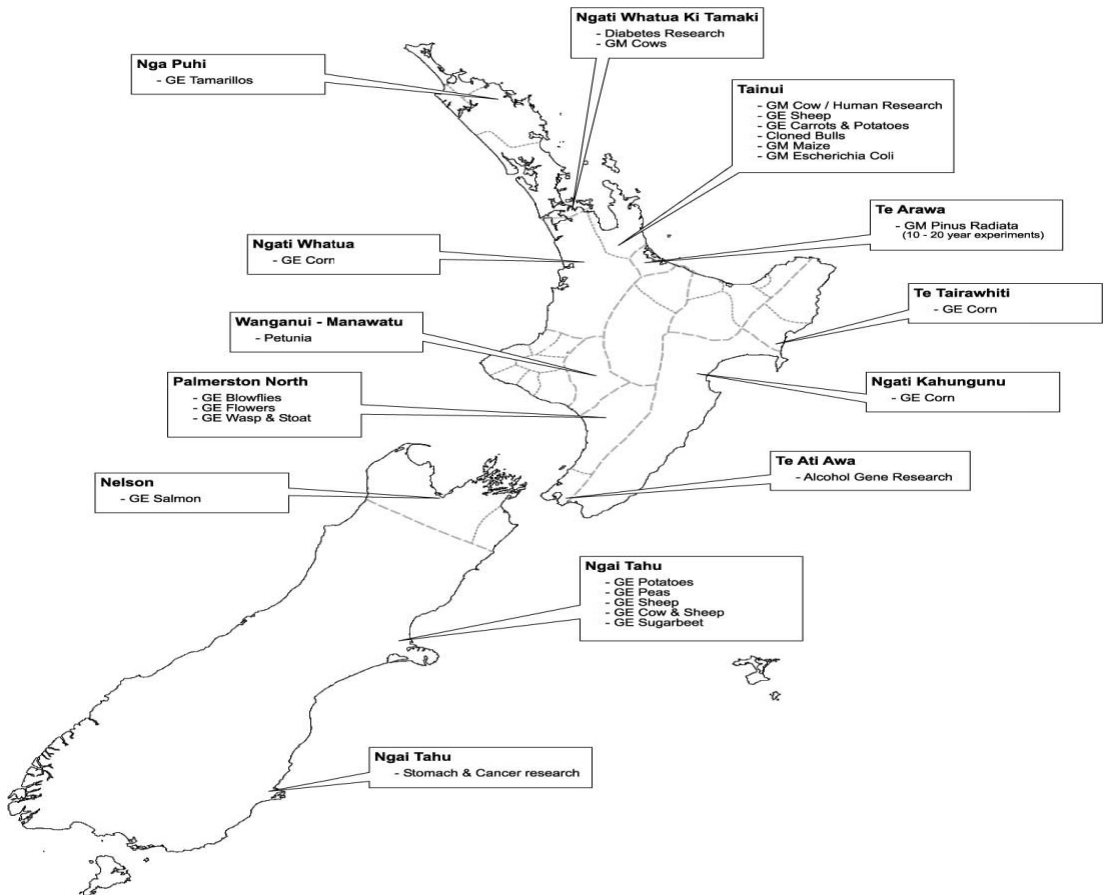 Ngati Whatua Ki Tamaki
- Diabetes Research
- GM Cows
Nga Puhi
- GE Tamarillos
Tainui
- GM Cow / Human Research
- GE Sheep
- GE Carrots & Potatoes
- Cloned Bulls
- GM Maize
- GM Escherichia Coli
Te Arawa
- GM Pinus Radiata
(10 - 20 year experiments)
Ngati Whatua
- GE Corn
Te Tairawhiti
- GE Corn
Wanganui - Manawatu
- Petunia
Palmerston North
- GE Blowflies
- GE Flowers
- GE Wasp & Stoat
Ngati Kahungunu
- GE Corn
Te Ati Awa
- Alcohol Gene Research
Nelson
- GE Salmon
Ngai Tahu
- GE Potatoes
- GE Peas
- GE Sheep
- GE Cow & Sheep
- GE Sugarbeet
Ngai Tahu
- Stomach & Cancer research